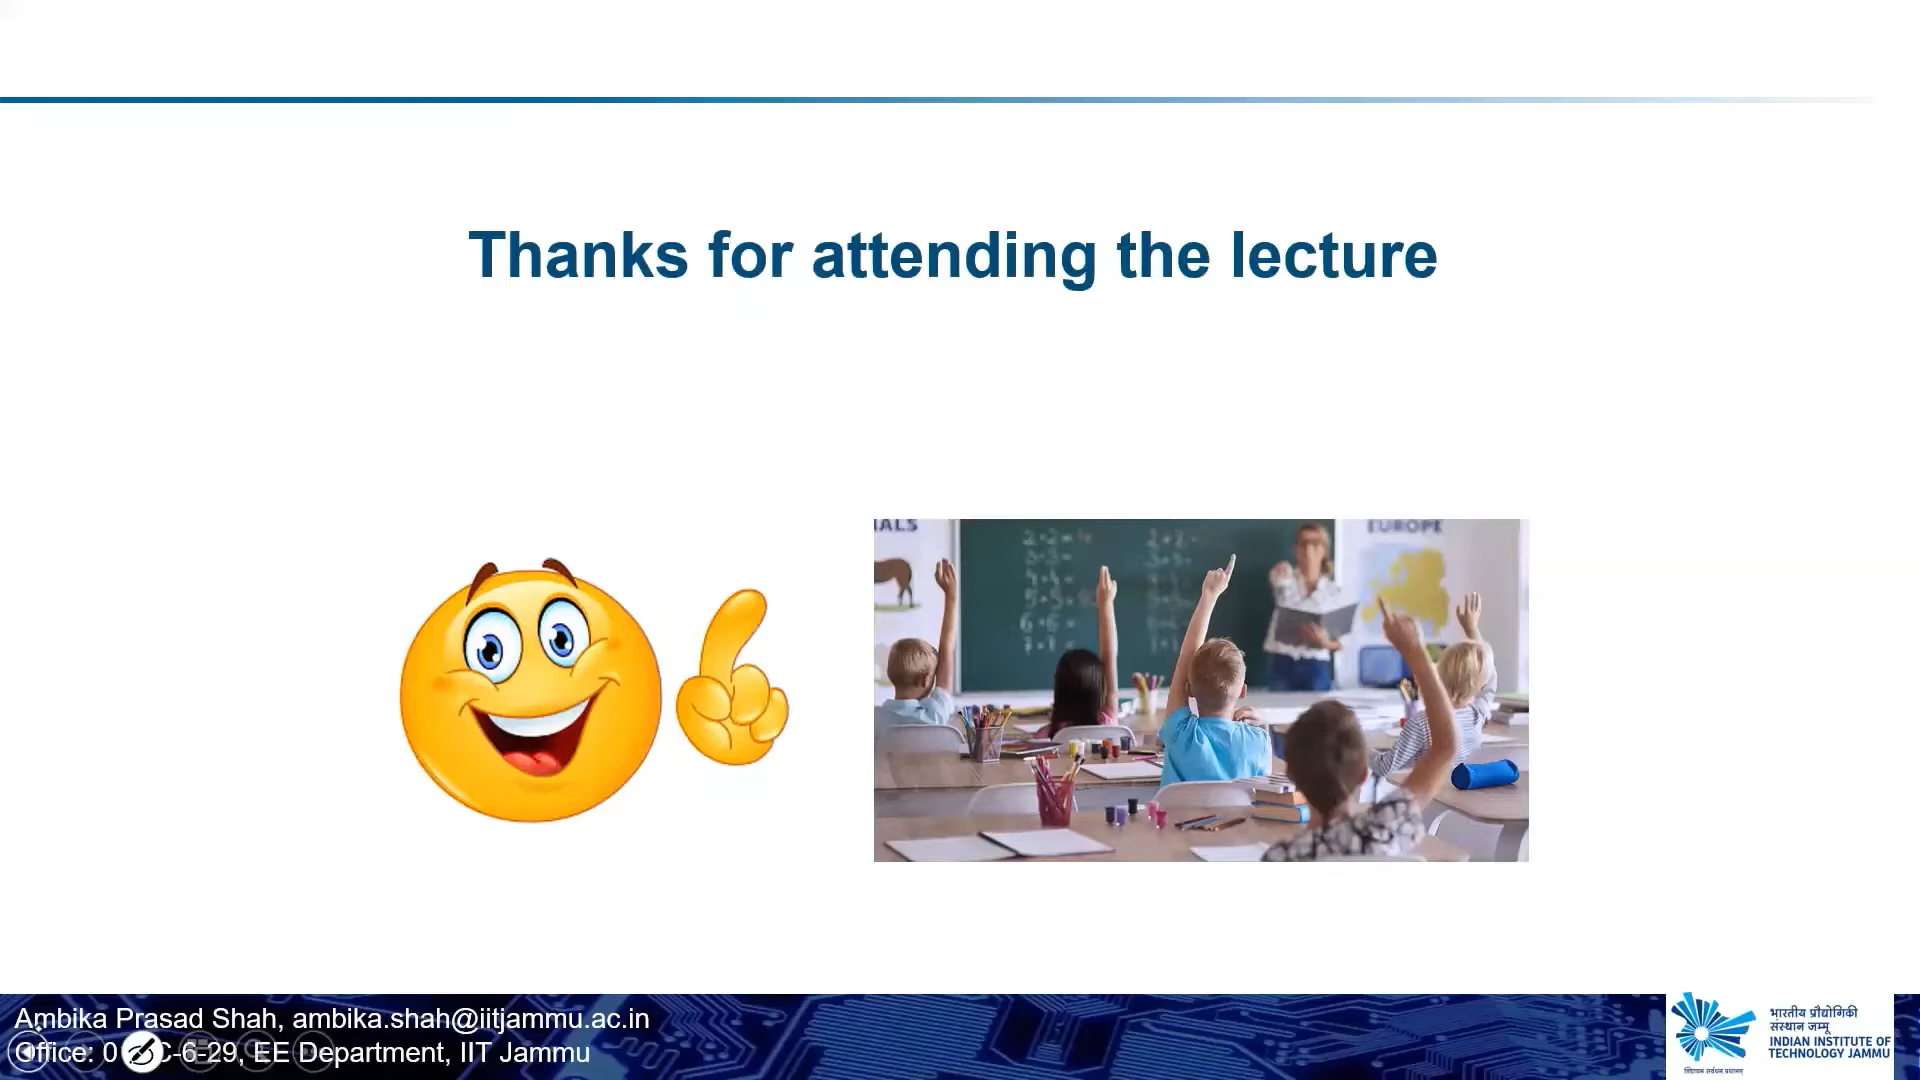 Thanks for attending the lecture
EUROPE
Ambika Prasad Shah, ambika.shah@iitjammu.ac.in
Office: 0 C-6-29, EE Department, IIT Jammu
भारतीय प्रौद्योगिकी
संस्थान जम्मू
INDIAN INSTITUTE OF
TECHNOLOGY JAMMU